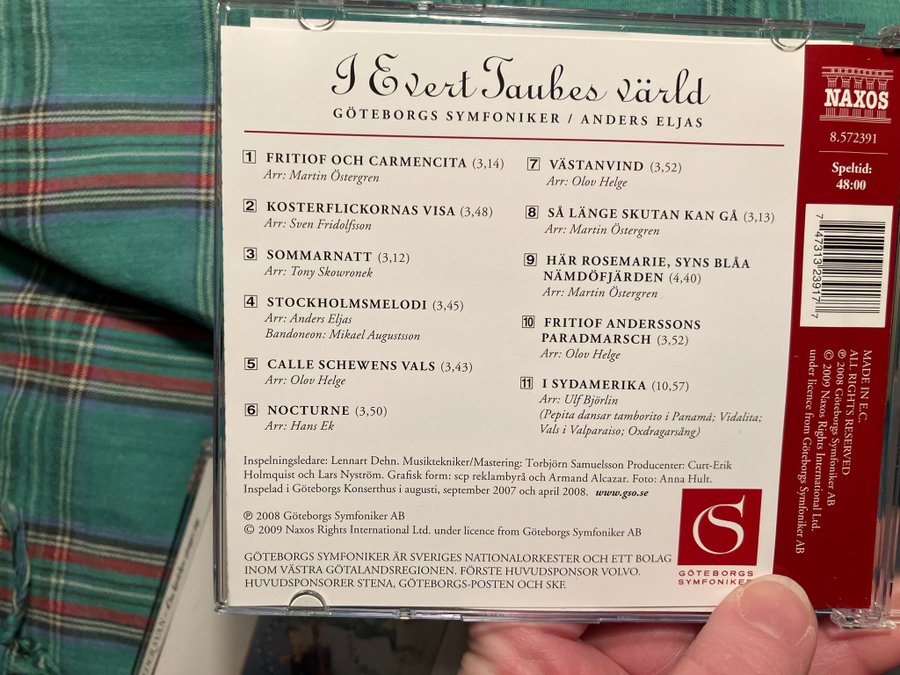 I Evert Taubes värld
GÖTEBORGS SYMFONIKER / ANDERS ELJAS
1 FRITIOF OCH CARMENCITA (3,14)
Arr: Martin Östergren
2 KOSTERFLICKORNAS VISA (3,48)
Arr: Sven Fridolfsson
3 SOMMARNATT (3,12)
Arr: Tony Skowronek
4 STOCKHOLMSMELODI (3,45)
Arr: Anders Eljas
Bandoneon: Mikael Augustsson
5 CALLE SCHEWENS VALS (3,43)
Arr: Olov Helge
6 NOCTURNE (3,50)
Arr: Hans Ek
7 VÄSTANVIND (3,52)
Arr: Olov Helge
8 SÅ LÄNGE SKUTAN KAN GÅ (3,13)
Arr: Martin Östergren
9 HÄR ROSEMARIE, SYNS BLÅA
NÄMDÖFJÄRDEN (4,40)
Arr: Martin Östergren
10 FRITIOF ANDERSSONS
PARADMARSCH (3,52)
Arr: Olov Helge
11 I SYDAMERIKA (10,57)
Arr: Ulf Björlin
(Pepita dansar tamborito i Panamá; Vidalita;
Vals i Valparaiso; Oxdragarsång)
Inspelningsledare: Lennart Dehn. Musiktekniker/Mastering: Torbjörn Samuelsson Producenter: Curt-Erik
Holmquist och Lars Nyström. Grafisk form: scp reklambyrå och Armand Alcazar. Foto: Anna Hult.
Inspelad i Göteborg Konserthus i augusti, september 2007 och april 2008. www.gso.se
℗ 2008 Göteborgs Symfoniker AB
© 2009 Naxos Rights International Ltd. under licence from Göteborgs Symfoniker AB
GÖTEBORGS SYMFONIKER ÄR SVERIGES NATIONALORKESTER OCH ETT BOLAG
INOM VÄSTRA GÖTALANDSREGIONEN. FÖRSTE HUVUDSPONSOR VOLVO.
HUVUDSPONSORER STENA, GÖTEBORGS-POSTEN OCH SKF.
GÖTEBORGS
SYMFONIKER
NAXOS
8.572391
Speltid:
48:00
7 47313 23917 7
MADE IN E.C.
ALL RIGHTS RESERVED
℗ 2008 Göteborgs Symfoniker AB
© 2009 Naxos Rights International Ltd.
under licence from Göteborgs Symfoniker AB